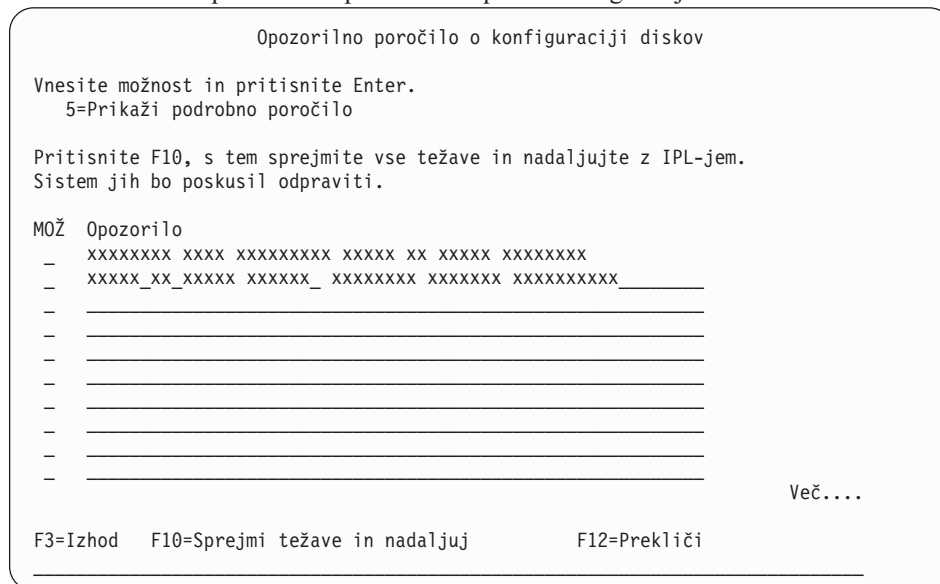 Opozorilno poročilo o konfiguraciji diskov
Vnesite možnost in pritisnite Enter.
5=Prikaži podrobno poročilo
Pritisnite F10, s tem sprejmite vse težave in nadaljujte z IPL-jem.
Sistem jih bo poskusil odpraviti.
MOŽ Opozorilo
_ xxxxxxxx xxxx xxxxxxxxx xxxxx xx xxxxx xxxxxxxx
_ xxxxx_xx_xxxxx xxxxxx_ xxxxxxxx xxxxxxx xxxxxxxxxx________
Več....
F3=Izhod F10=Sprejmi težave in nadaljuj F12=Prekliči